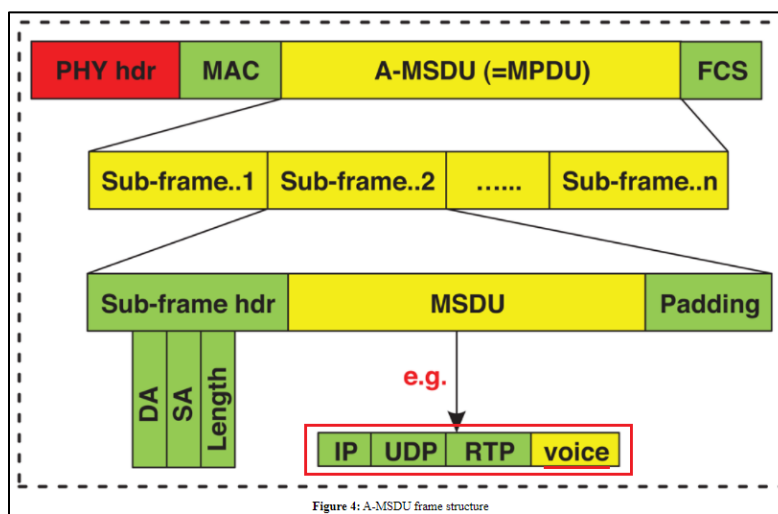 PHY hdr MAC A-MSDU (=MPDU) FCS
Sub-frame..1 Sub-frame..2 ...... Sub-frame..n
Sub-frame hdr MSDU Padding
DA
SA
Length
e.g.
IP UDP RTP voice
Figure 4: A-MSDU frame structure